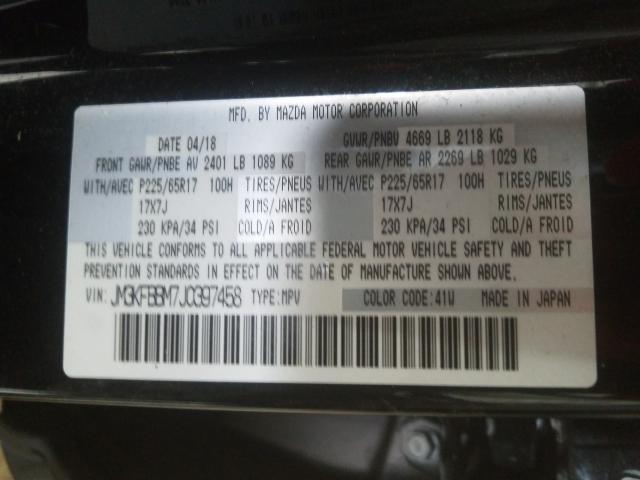 MFD. BY MAZDA MOTOR CORPORATION
DATE 04/18 GVWR/PNBV 4669 LB 2118 KG
FRONT GAWR/PNBE AV 2401 LB 1089 KG REAR GAWR/PNBE AR 2269 LB 1029 KG
WITH/AVEC P225/65R17 100H TIRES/PNEUS WITH/AVEC P225/65R17 100H TIRES/PNEUS
17X7J RIMS/JANTES 17X7J RIMS/JANTES
230 KPA/34 PSI COLD/A FROID 230 KPA/34 PSI COLD/A FROID
THIS VEHICLE CONFORMS TO ALL APPLICABLE FEDERAL MOTOR VEHICLE SAFETY AND THEFT
PREVENTION STANDARDS IN EFFECT ON THE DATE OF MANUFACTURE SHOWN ABOVE.
VIN: JM3KFBBM7J0397458 TYPE:MPV COLOR CODE:41W MADE IN JAPAN